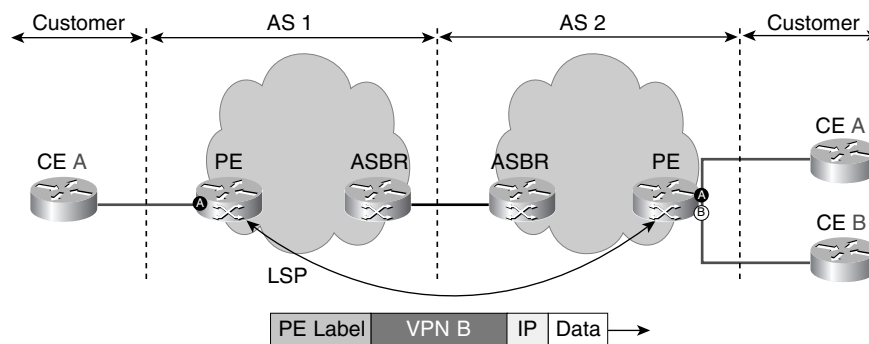 Customer AS 1 AS 2 Customer
CE A
CE A PE ASBR ASBR PE
A A
B
CE B
LSP
PE Label VPN B IP Data